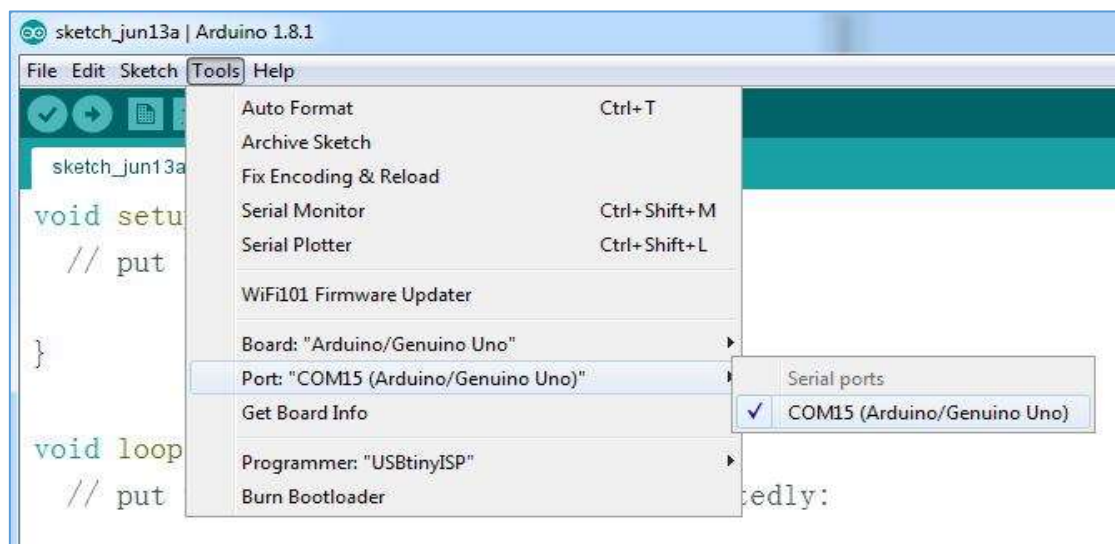 sketch_jun13a | Arduino 1.8.1
File Edit Sketch Tools Help
Auto Format Ctrl+T
Archive Sketch
sketch_jun13a
Fix Encoding & Reload
void setu
Serial Monitor Ctrl+Shift+M
Serial Plotter Ctrl+Shift+L
// put
WiFi101 Firmware Updater
Board: "Arduino/Genuino Uno"
}
Port: "COM15 (Arduino/Genuino Uno)"
Serial ports
Get Board Info
COM15 (Arduino/Genuino Uno)
void loop
Programmer: "USBtinyISP"
// put
Burn Bootloader
tedly: